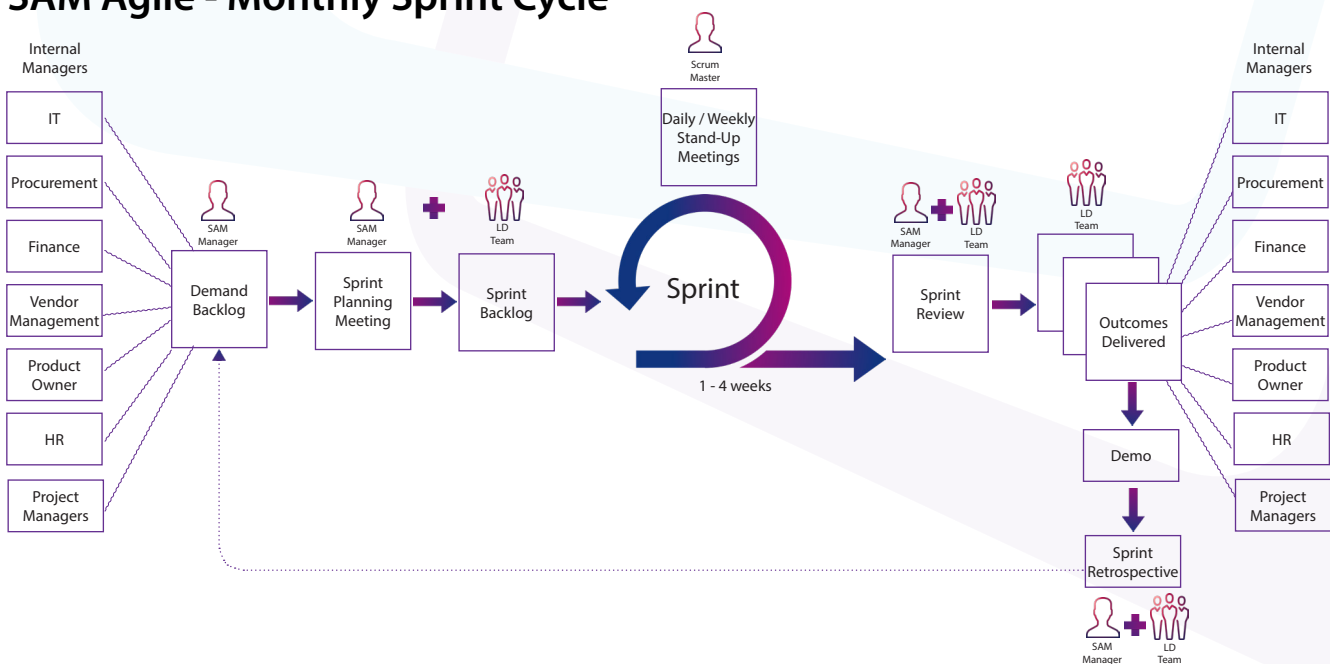 SAM Agile - Monthly Sprint Cycle
Internal
Managers
IT
Procurement
Finance
Vendor
Management
Product
Owner
HR
Project
Managers
SAM
Manager
Demand
Backlog
SAM
Manager
Sprint
Planning
Meeting
LD
Team
Sprint
Backlog
Scrum
Master
Daily / Weekly
Stand-Up
Meetings
Sprint
1 - 4 weeks
SAM
Manager
LD
Team
Sprint
Review
LD
Team
Outcomes
Delivered
Demo
Sprint
Retrospective
SAM
Manager
LD
Team
Internal
Managers
IT
Procurement
Finance
Vendor
Management
Product
Owner
HR
Project
Managers